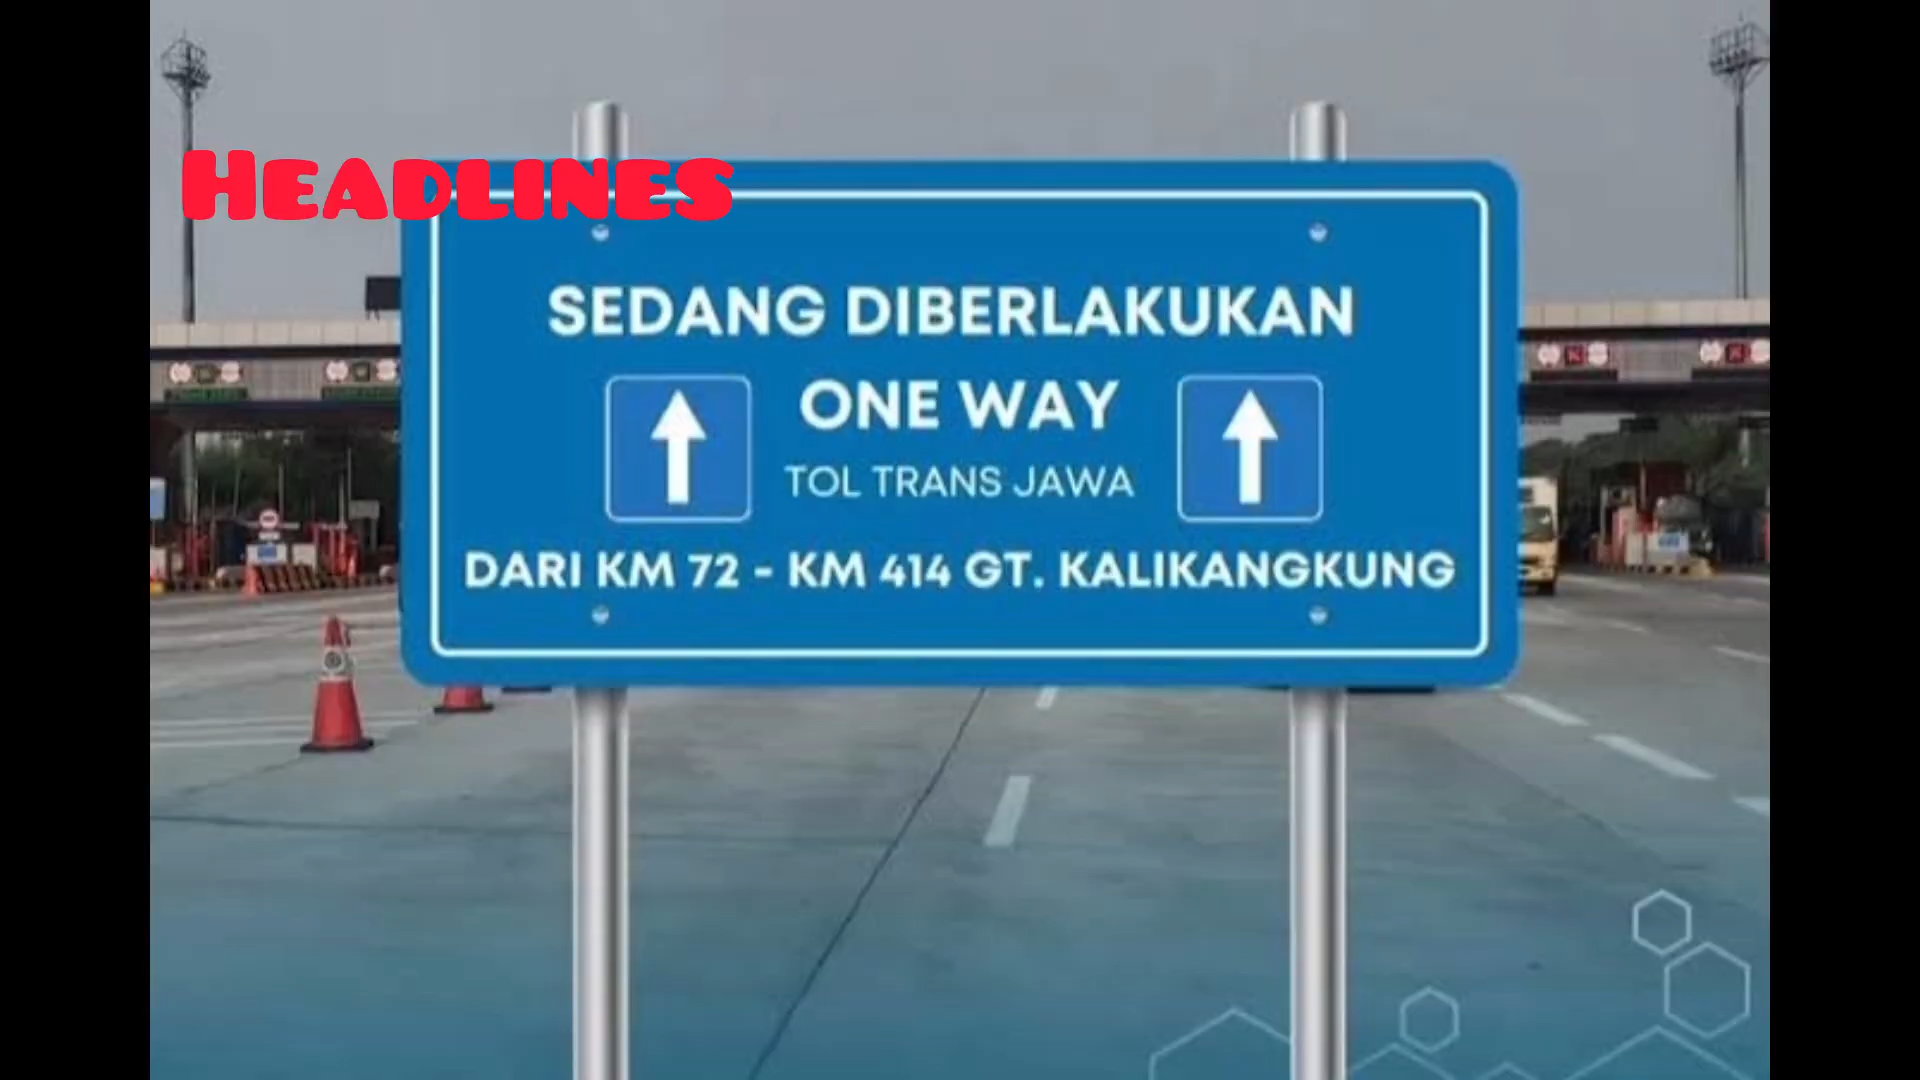 HEADLINES
SEDANG DIBERLAKUKAN
ONE WAY
TOL TRANS JAWA
DARI KM 72 - KM 414 GT. KALIKANGKUNG